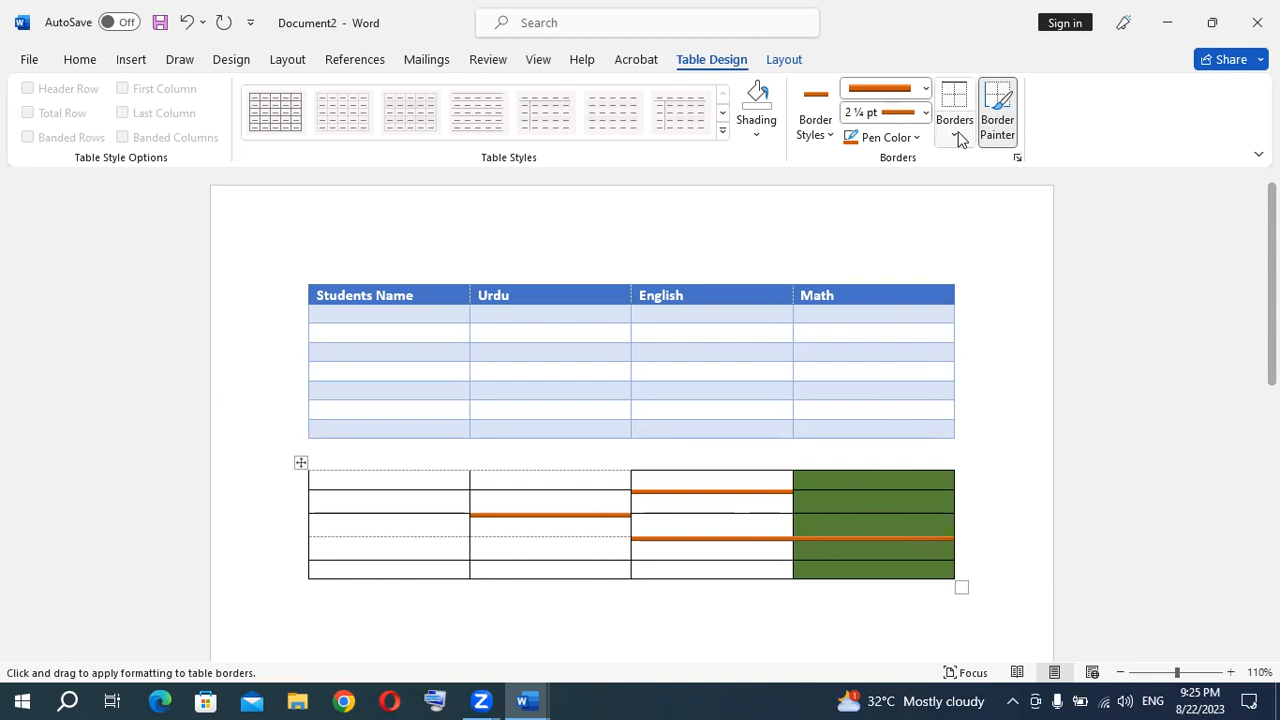 AutoSave Off Document2 - Word Search Sign in
File Home Insert Draw Design Layout References Mailings Review View Help Acrobat Table Design Layout Share
Header Row First Column
Total Row Last Column
Banded Rows Banded Columns
Table Style Options
Table Styles
Shading
Border Styles
2 ¼ pt
Pen Color
Borders
Border Painter
Borders
Students Name Urdu English Math
Click and drag to apply formatting to table borders. Focus 110%
1 32°C Mostly cloudy ENG 9:25 PM
8/22/2023